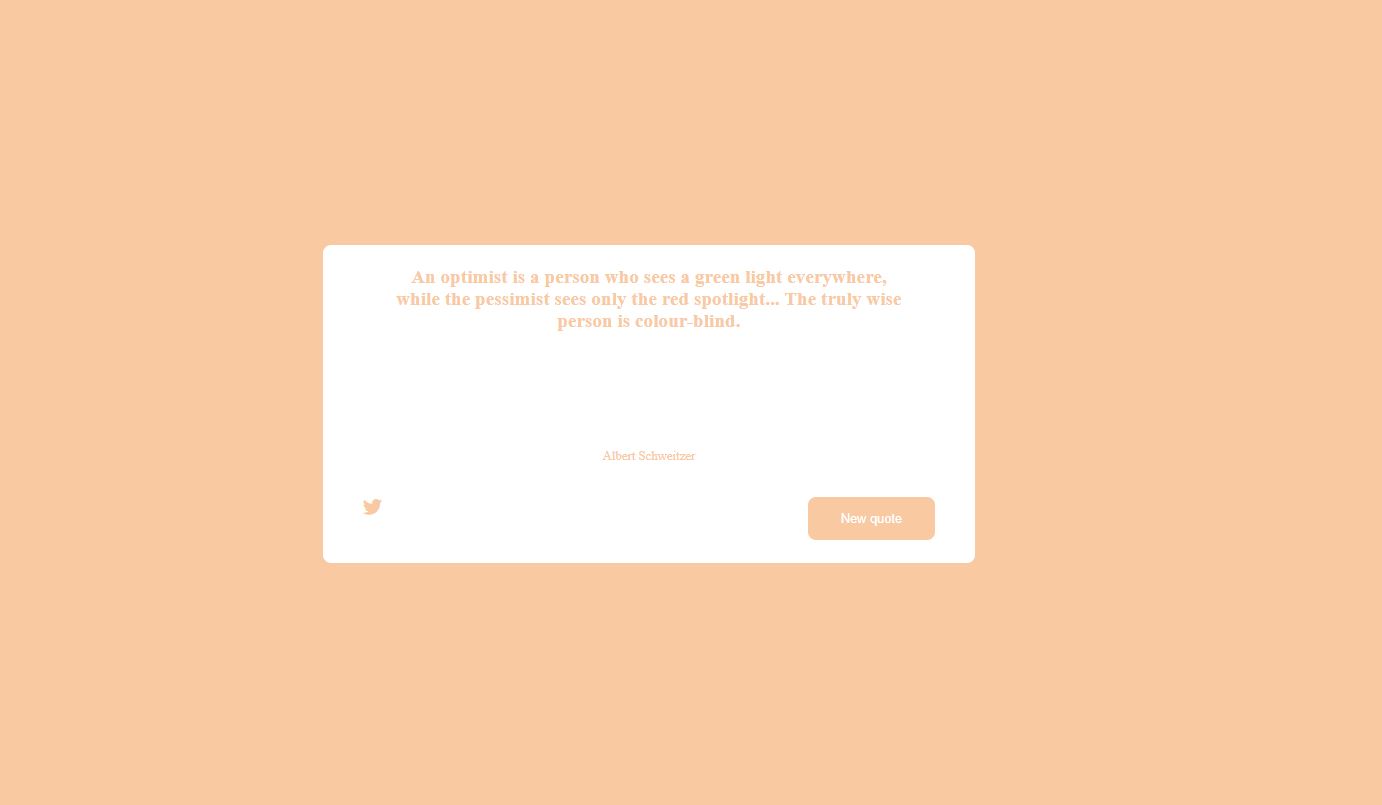 An optimist is a person who sees a green light everywhere,
while the pessimist sees only the red spotlight... The truly wise
person is colour-blind.
Albert Schweitzer
New quote